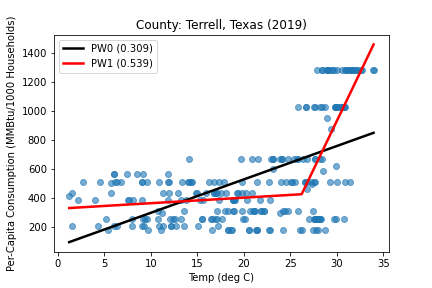 County: Terrell, Texas (2019)
PW0 (0.309)
PW1 (0.539)
Per-Capita Consumption (MMBtu/1000 Households)
1400
1200
1000
800
600
400
200
0 5 10 15 20 25 30 35
Temp (deg C)